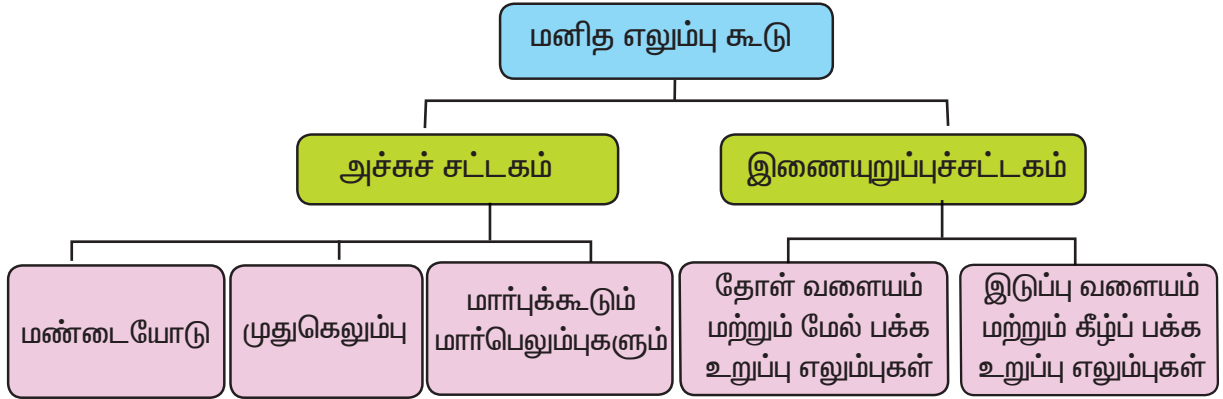 மனித எலும்பு கூடு
அச்சுச் சட்டகம்
இணையுறுப்புச்சட்டகம்
மண்டையோடு
முதுகெலும்பு
மார்புக்கூடும்
மார்பெலும்புகளும்
தோள் வளையம்
மற்றும் மேல் பக்க
உறுப்பு எலும்புகள்
இடுப்பு வளையம்
மற்றும் கீழ்ப் பக்க
உறுப்பு எலும்புகள்